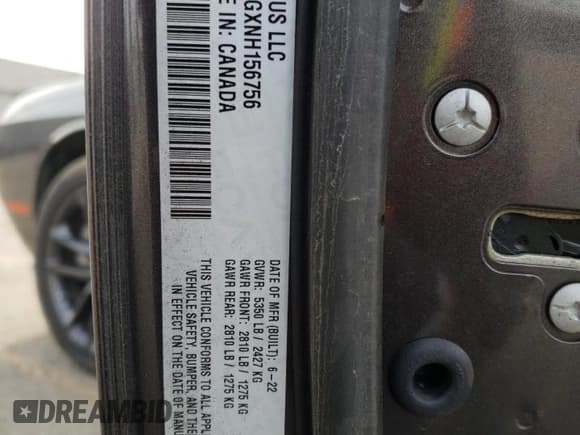 US LLC
GXNH156756
E IN: CANADA
DATE OF MFR (BUILT): 6-22
GVWR: 5350 LB / 2427 KG
GAWR FRONT: 2810 LB / 1275 KG
GAWR REAR: 2810 LB / 1275 KG
THIS VEHICLE CONFORMS TO ALL APPL
VEHICLE SAFETY, BUMPER, AND THE
IN EFFECT ON THE DATE OF MANU
DREAMBID